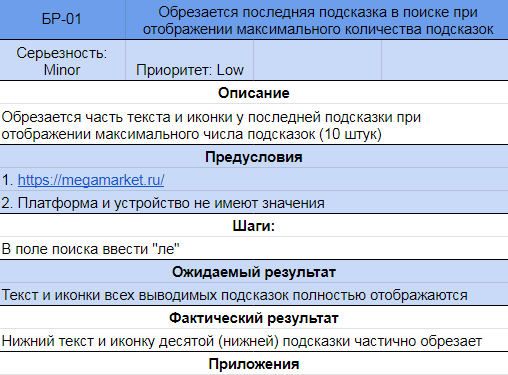 БР-01
Обрезается последняя подсказка в поиске при
отображении максимального количества подсказок
Серьезность:
Minor
Приоритет: Low
Описание
Обрезается часть текста и иконки у последней подсказки при
отображении максимального числа подсказок (10 штук)
Предусловия
1. https://megamarket.ru/
2. Платформа и устройство не имеют значения
Шаги:
В поле поиска ввести "ле"
Ожидаемый результат
Текст и иконки всех выводимых подсказок полностью отображаются
Фактический результат
Нижний текст и иконку десятой (нижней) подсказки частично обрезает
Приложения